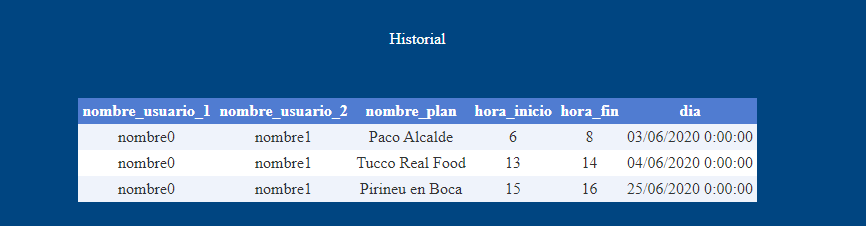 Historial
nombre_usuario_1 nombre_usuario_2 nombre_plan hora_inicio hora_fin dia
nombre0 nombre1 Paco Alcalde 6 8 03/06/2020 0:00:00
nombre0 nombre1 Tucco Real Food 13 14 04/06/2020 0:00:00
nombre0 nombre1 Pirineu en Boca 15 16 25/06/2020 0:00:00